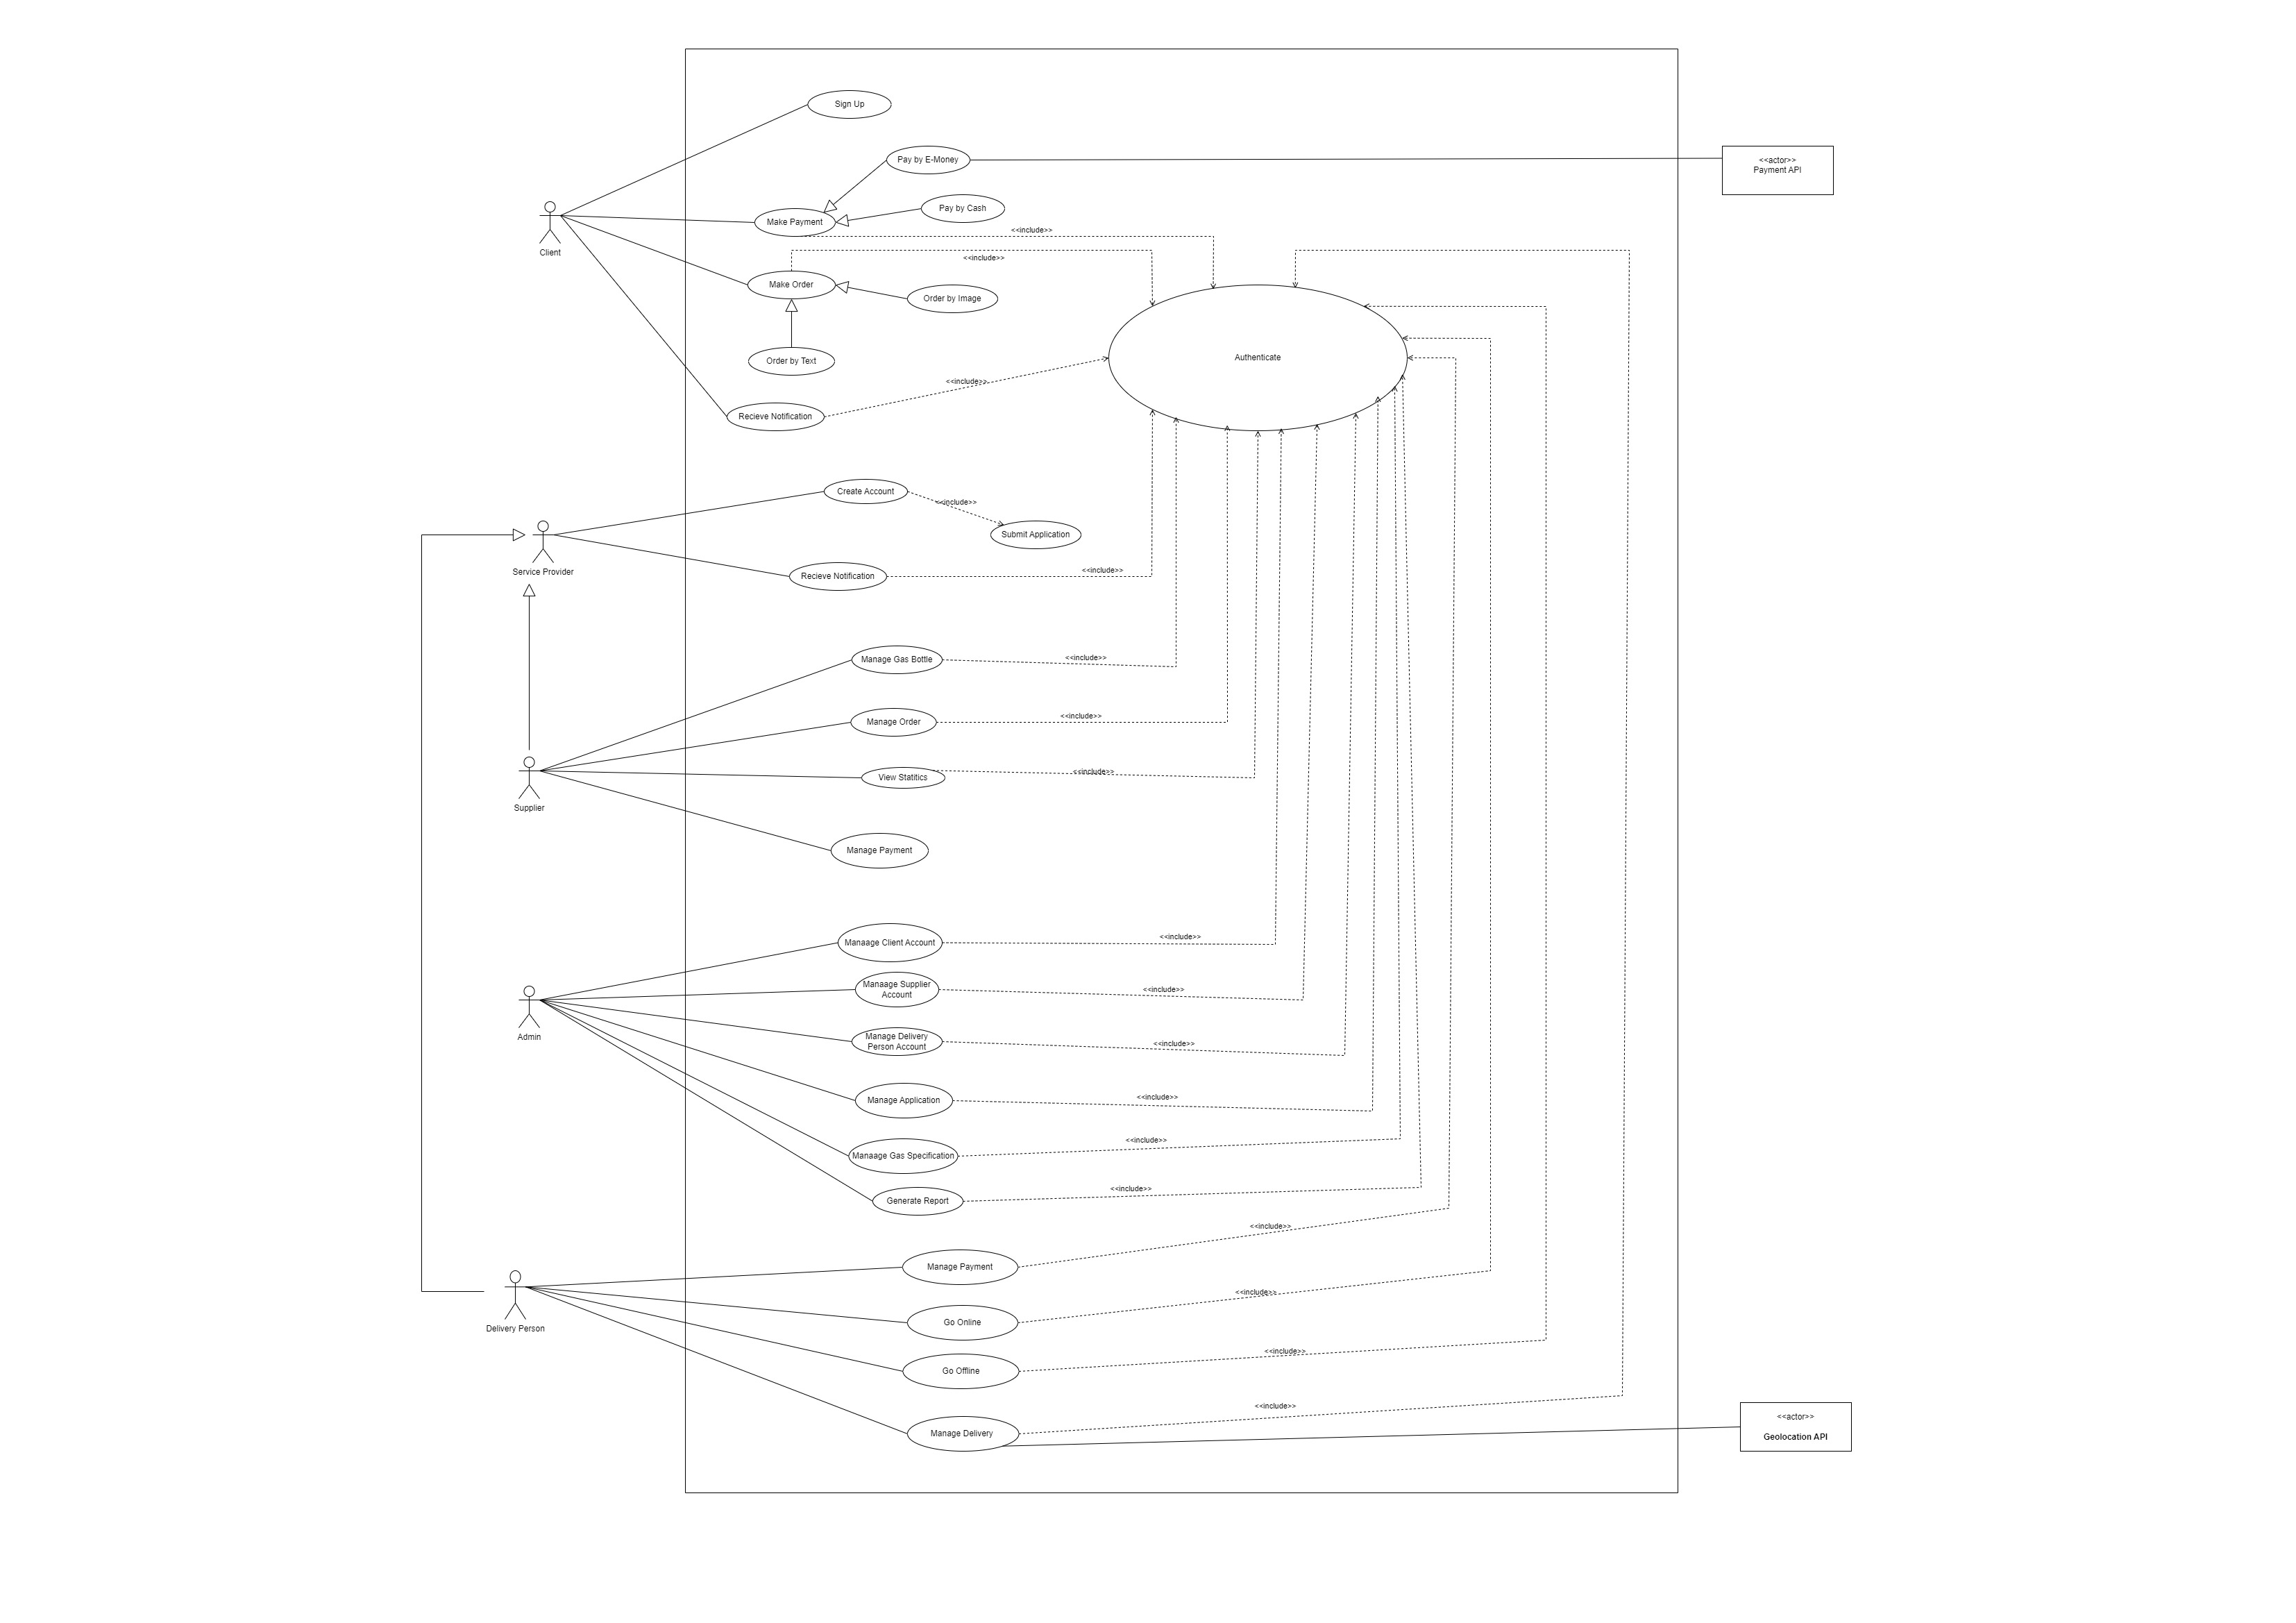 Sign Up
Pay by E-Money
<<actor>>
Payment API
Pay by Cash
Make Payment
<<include>>
Client
<<include>>
Make Order
Order by Image
Authenticate
Order by Text
<<include>>
Recieve Notification
Create Account
<<include>>
Submit Application
Service Provider
Recieve Notification
<<include>>
Manage Gas Bottle
<<include>>
Manage Order
<<include>>
View Statitics
<<include>>
Supplier
Manage Payment
Manaage Client Account
<<include>>
Manaage Supplier
Account
<<include>>
Admin
Manage Delivery
Person Account
<<include>>
Manage Application
<<include>>
Manaage Gas Specification
<<include>>
Generate Report
<<include>>
<<include>>
Manage Payment
<<include>>
Go Online
Delivery Person
<<include>>
Go Offline
<<include>>
Manage Delivery
<<actor>>
Geolocation API